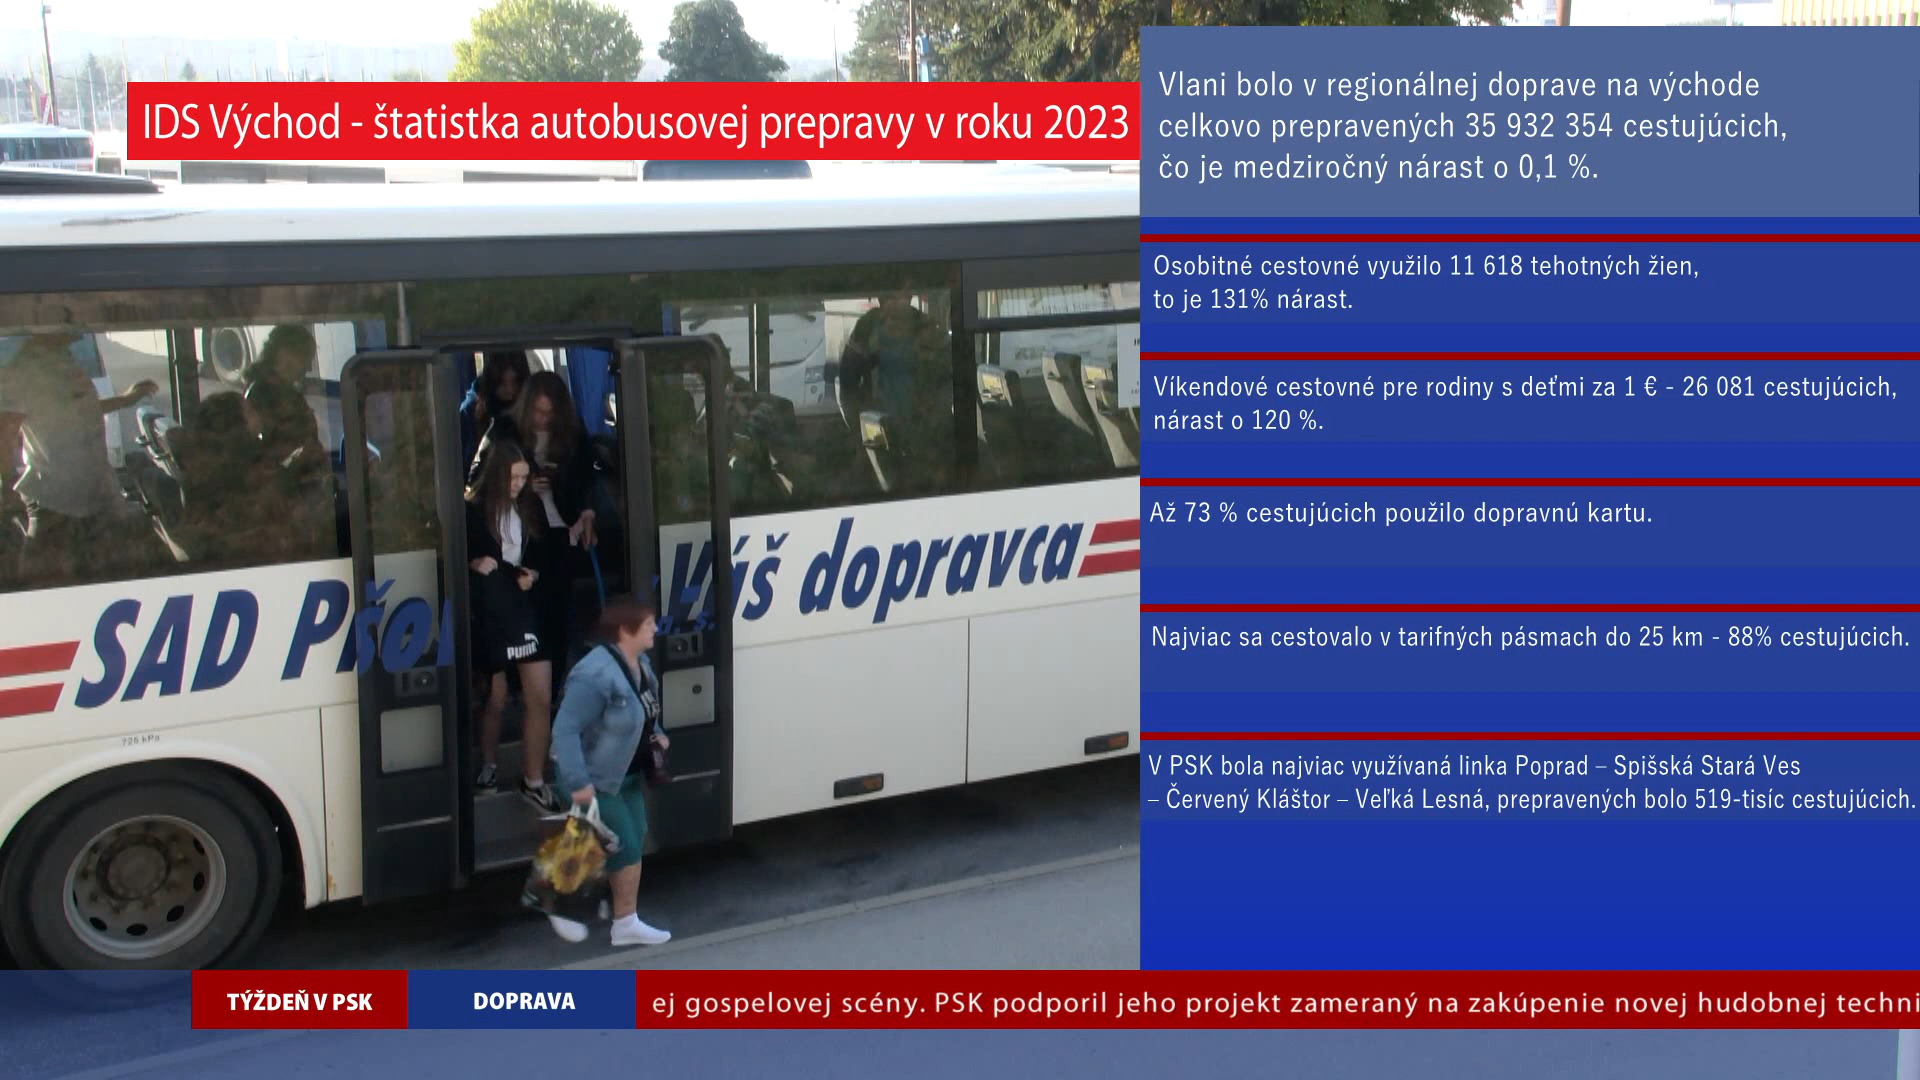 IDS Východ - štatistka autobusovej prepravy v roku 2023
Vlani bolo v regionálnej doprave na východe
celkovo prepravených 35 932 354 cestujúcich,
čo je medziročný nárast o 0,1 %.
Osobitné cestovné využilo 11 618 tehotných žien,
to je 131% nárast.
Víkendové cestovné pre rodiny s deťmi za 1 € - 26 081 cestujúcich,
nárast o 120 %.
Až 73 % cestujúcich použilo dopravnú kartu.
Najviac sa cestovalo v tarifných pásmach do 25 km - 88% cestujúcich.
V PSK bola najviac využívaná linka Poprad – Spišská Stará Ves
– Červený Kláštor – Veľká Lesná, prepravených bolo 519-tisíc cestujúcich.
SAD
Váš dopravca
PUMA
725 kPa
TÝŽDEŇ V PSK
DOPRAVA
ej gospelovej scény. PSK podporil jeho projekt zameraný na zakúpenie novej hudobnej techni